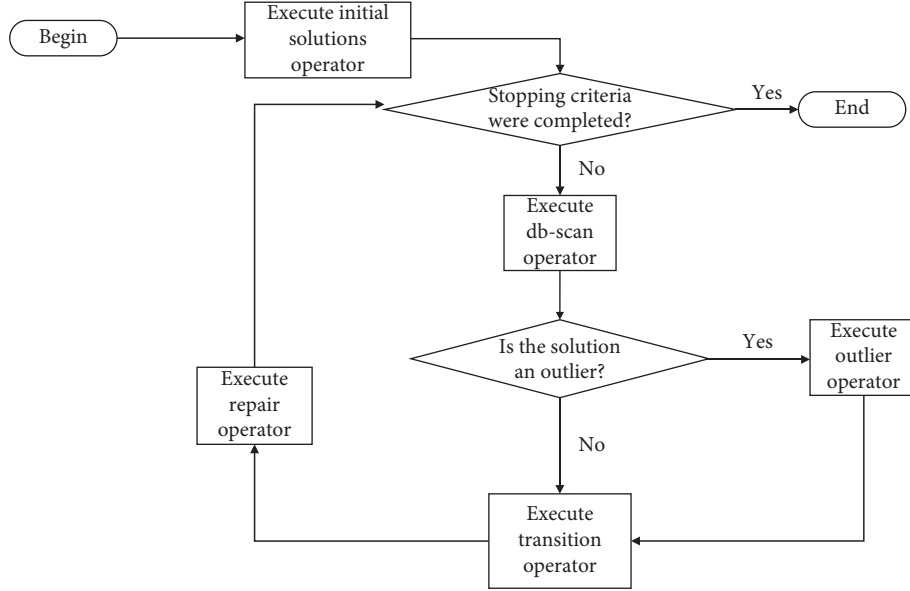 Begin
Execute initial
solutions
operator
Stopping criteria
were completed?
Yes
End
No
Execute
db-scan
operator
Is the solution
an outlier?
Yes
Execute
outlier
operator
No
Execute
repair
operator
Execute
transition
operator